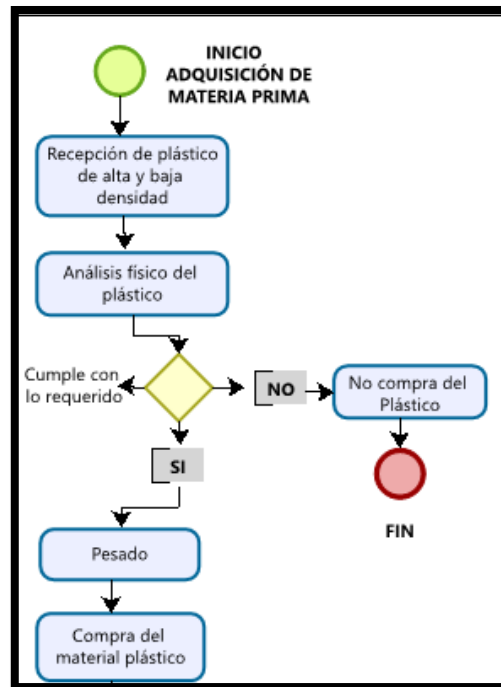 INICIO
ADQUISICIÓN DE
MATERIA PRIMA
Recepción de plástico
de alta y baja
densidad
Análisis físico del
plástico
Cumple con
lo requerido
NO
No compra del
Plástico
SI
FIN
Pesado
Compra del
material plástico